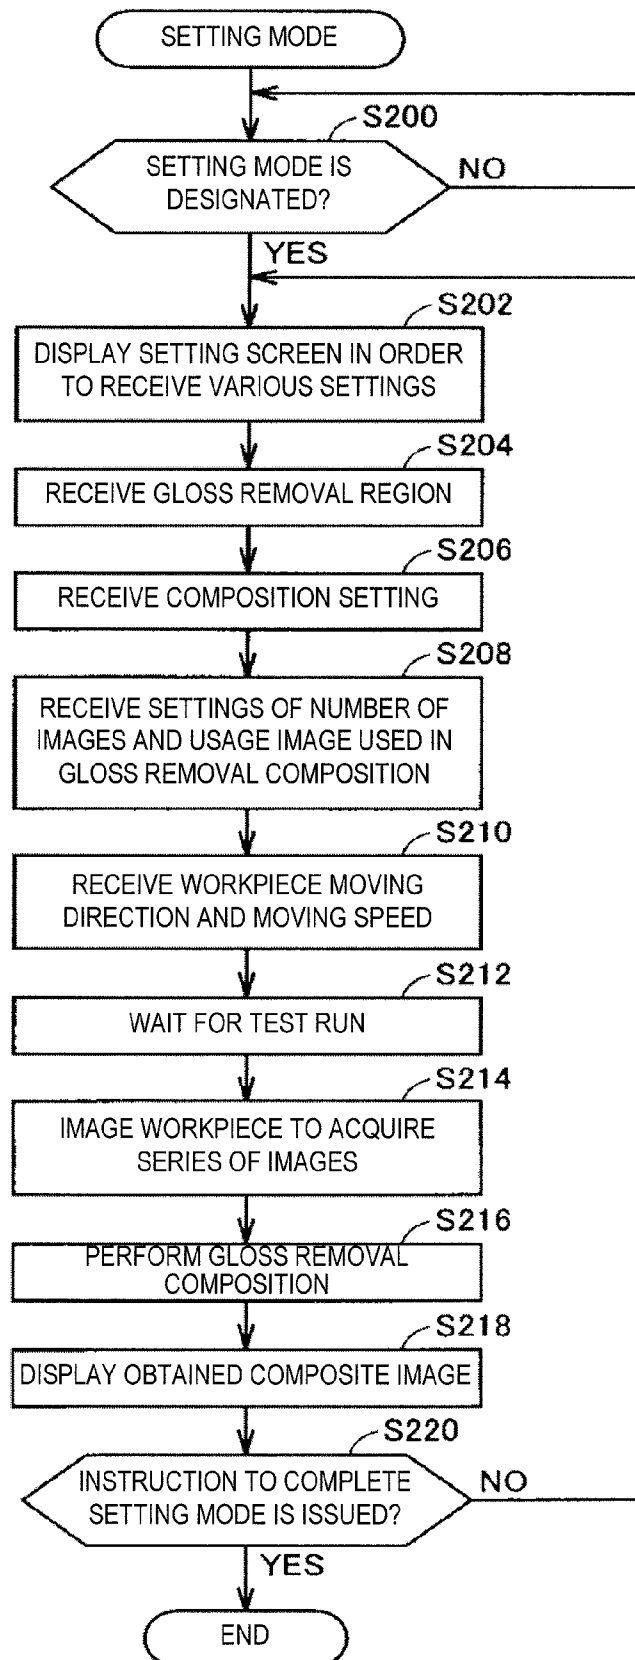 SETTING MODE
S200
SETTING MODE IS
DESIGNATED?
NO
YES
S202
DISPLAY SETTING SCREEN IN ORDER
TO RECEIVE VARIOUS SETTINGS
S204
RECEIVE GLOSS REMOVAL REGION
S206
RECEIVE COMPOSITION SETTING
S208
RECEIVE SETTINGS OF NUMBER OF
IMAGES AND USAGE IMAGE USED IN
GLOSS REMOVAL COMPOSITION
S210
RECEIVE WORKPIECE MOVING
DIRECTION AND MOVING SPEED
S212
WAIT FOR TEST RUN
S214
IMAGE WORKPIECE TO ACQUIRE
SERIES OF IMAGES
S216
PERFORM GLOSS REMOVAL
COMPOSITION
S218
DISPLAY OBTAINED COMPOSITE IMAGE
S220
INSTRUCTION TO COMPLETE
SETTING MODE IS ISSUED?
NO
YES
END